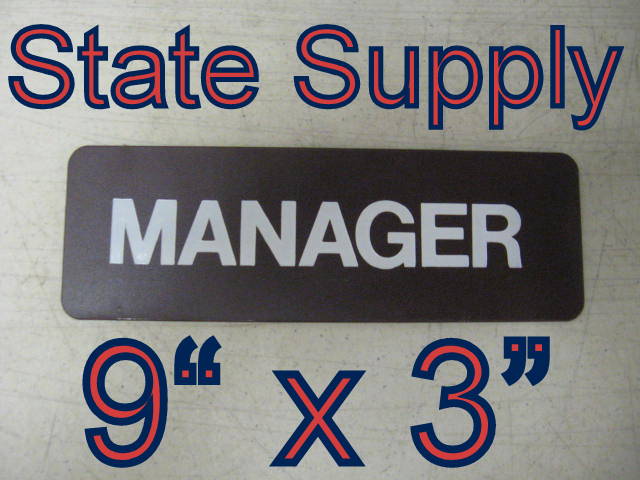 State Supply
MANAGER
9“ x 3”